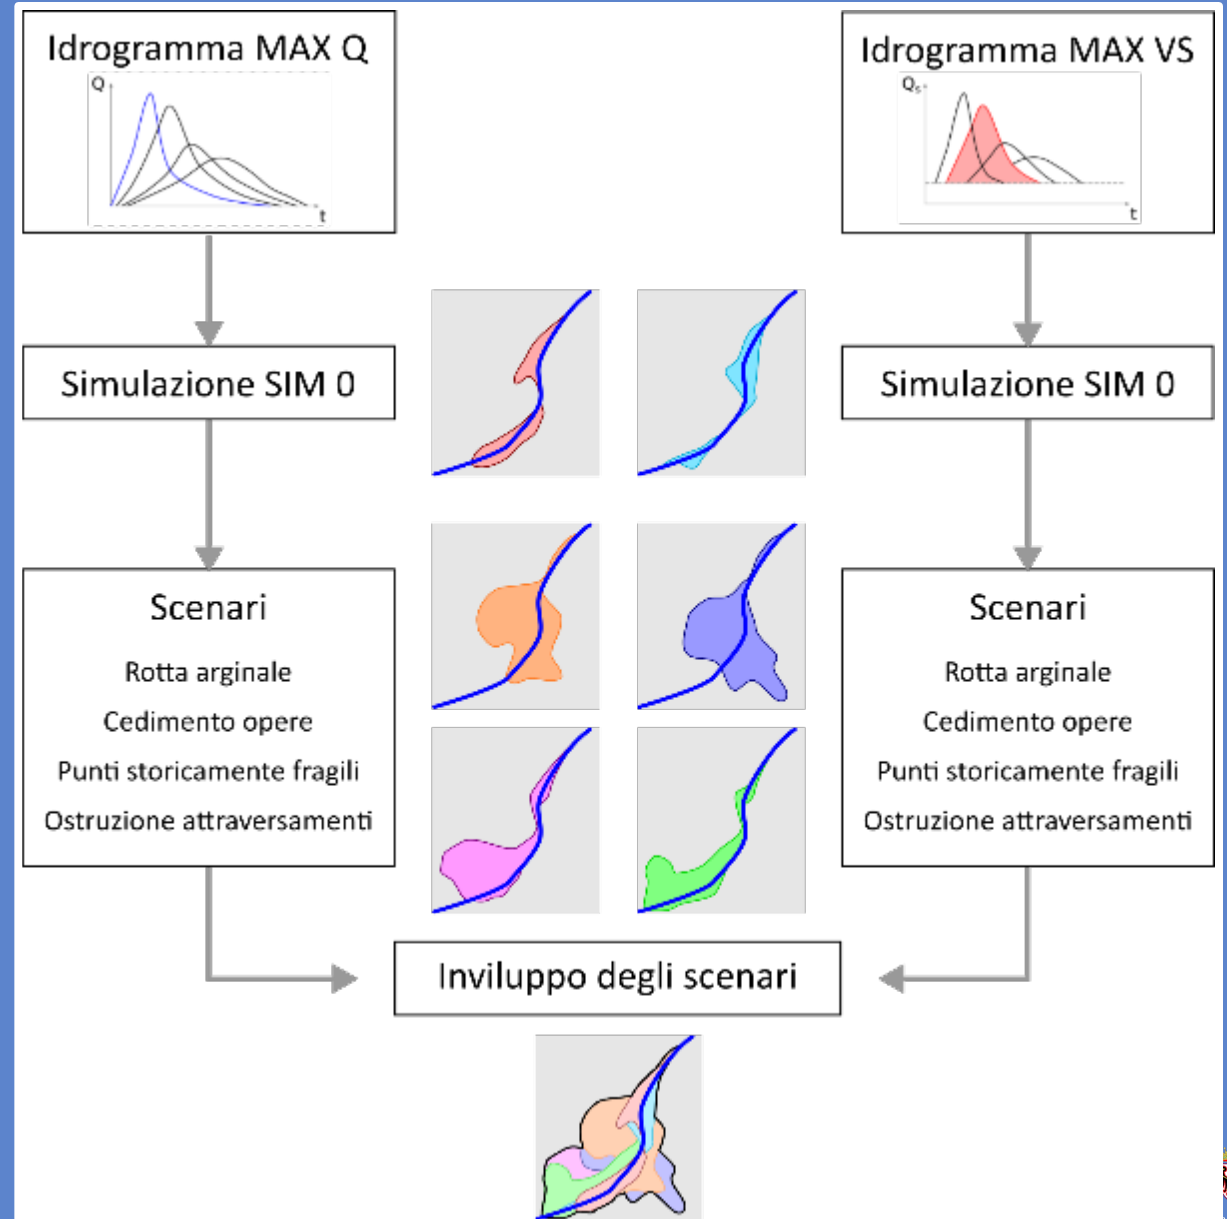 Idrogramma MAX Q
Q
t
Idrogramma MAX VS
Qs
t
Simulazione SIM 0
Simulazione SIM 0
Scenari
Rotta arginale
Cedimento opere
Punti storicamente fragili
Ostruzione attraversamenti
Scenari
Rotta arginale
Cedimento opere
Punti storicamente fragili
Ostruzione attraversamenti
Inviluppo degli scenari